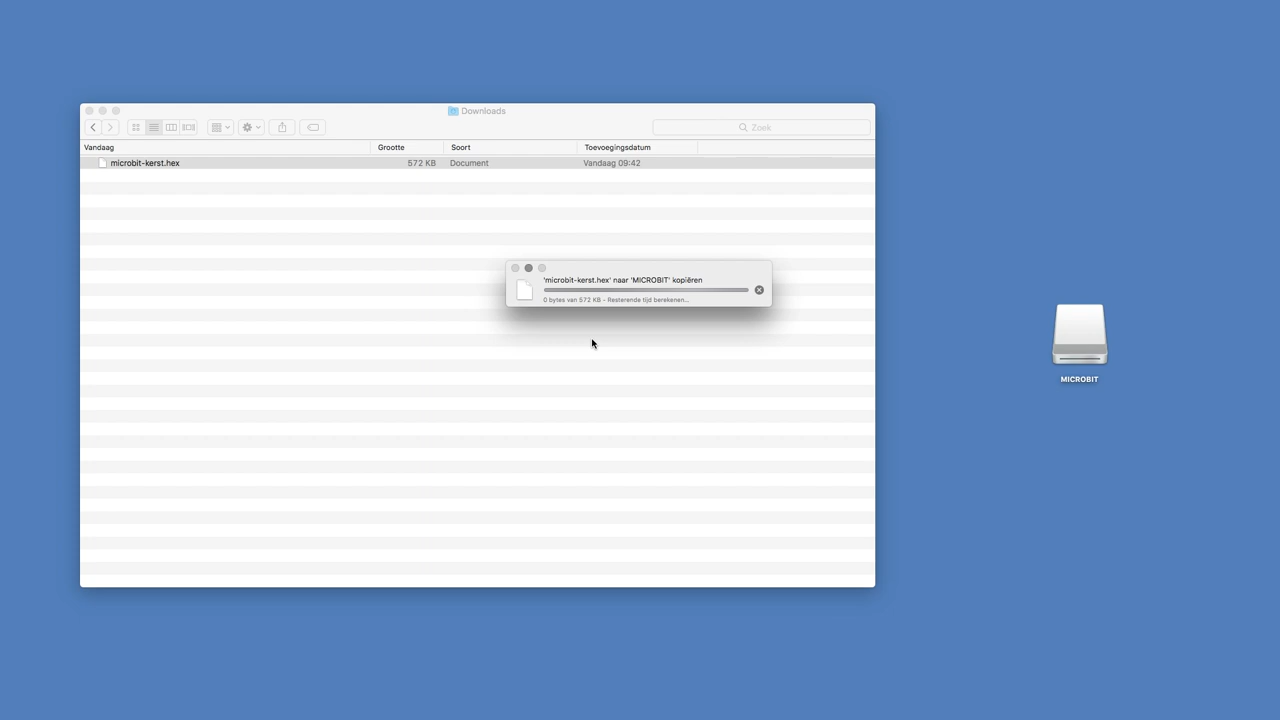 Downloads
Zoek
Vandaag Grootte Soort Toevoegingsdatum
microbit-kerst.hex 572 KB Document Vandaag 09:42
'microbit-kerst.hex' naar 'MICROBIT' kopiëren
0 bytes van 572 KB - Resterende tijd berekenen...
MICROBIT